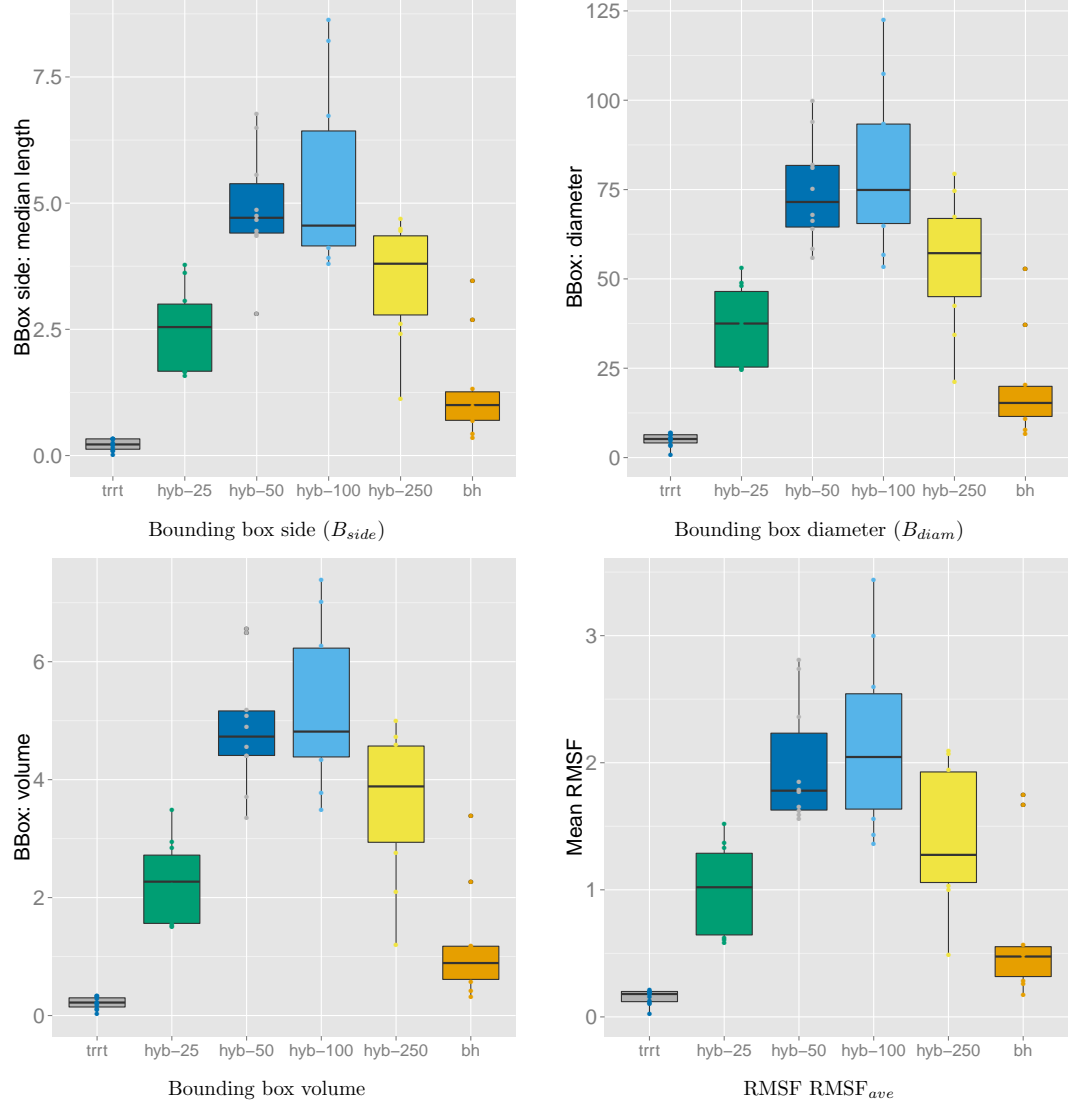 BBox side: median length
7.5
5.0
2.5
0.0
trrt hyb−25 hyb−50 hyb−100 hyb−250 bh
Bounding box side (Bside)
BBox: diameter
125
100
75
50
25
0
trrt hyb−25 hyb−50 hyb−100 hyb−250 bh
Bounding box diameter (Bdiam)
BBox: volume
6
4
2
0
trrt hyb−25 hyb−50 hyb−100 hyb−250 bh
Bounding box volume
Mean RMSF
3
2
1
0
trrt hyb−25 hyb−50 hyb−100 hyb−250 bh
RMSF RMSFave